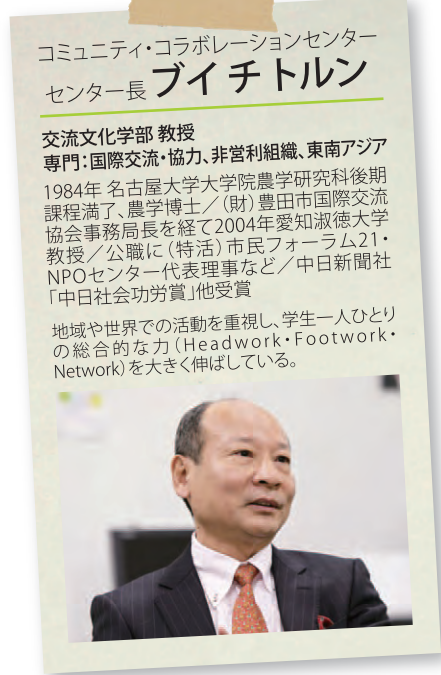 コミュニティ・コラボレーションセンター
センター長 ブイ チ トルン
交流文化学部 教授
専門：国際交流・協力、非営利組織、東南アジア
1984年 名古屋大学大学院農学研究科後期
課程満了、農学博士／（財）豊田市国際交流
協会事務局長を経て2004年愛知淑徳大学
教授／公職に（特活）市民フォーラム21・
NPOセンター代表理事など／中日新聞社
「中日社会功労賞」他受賞
地域や世界での活動を重視し、学生一人ひとり
の総合的な力（Headwork・Footwork・
Network）を大きく伸ばしている。